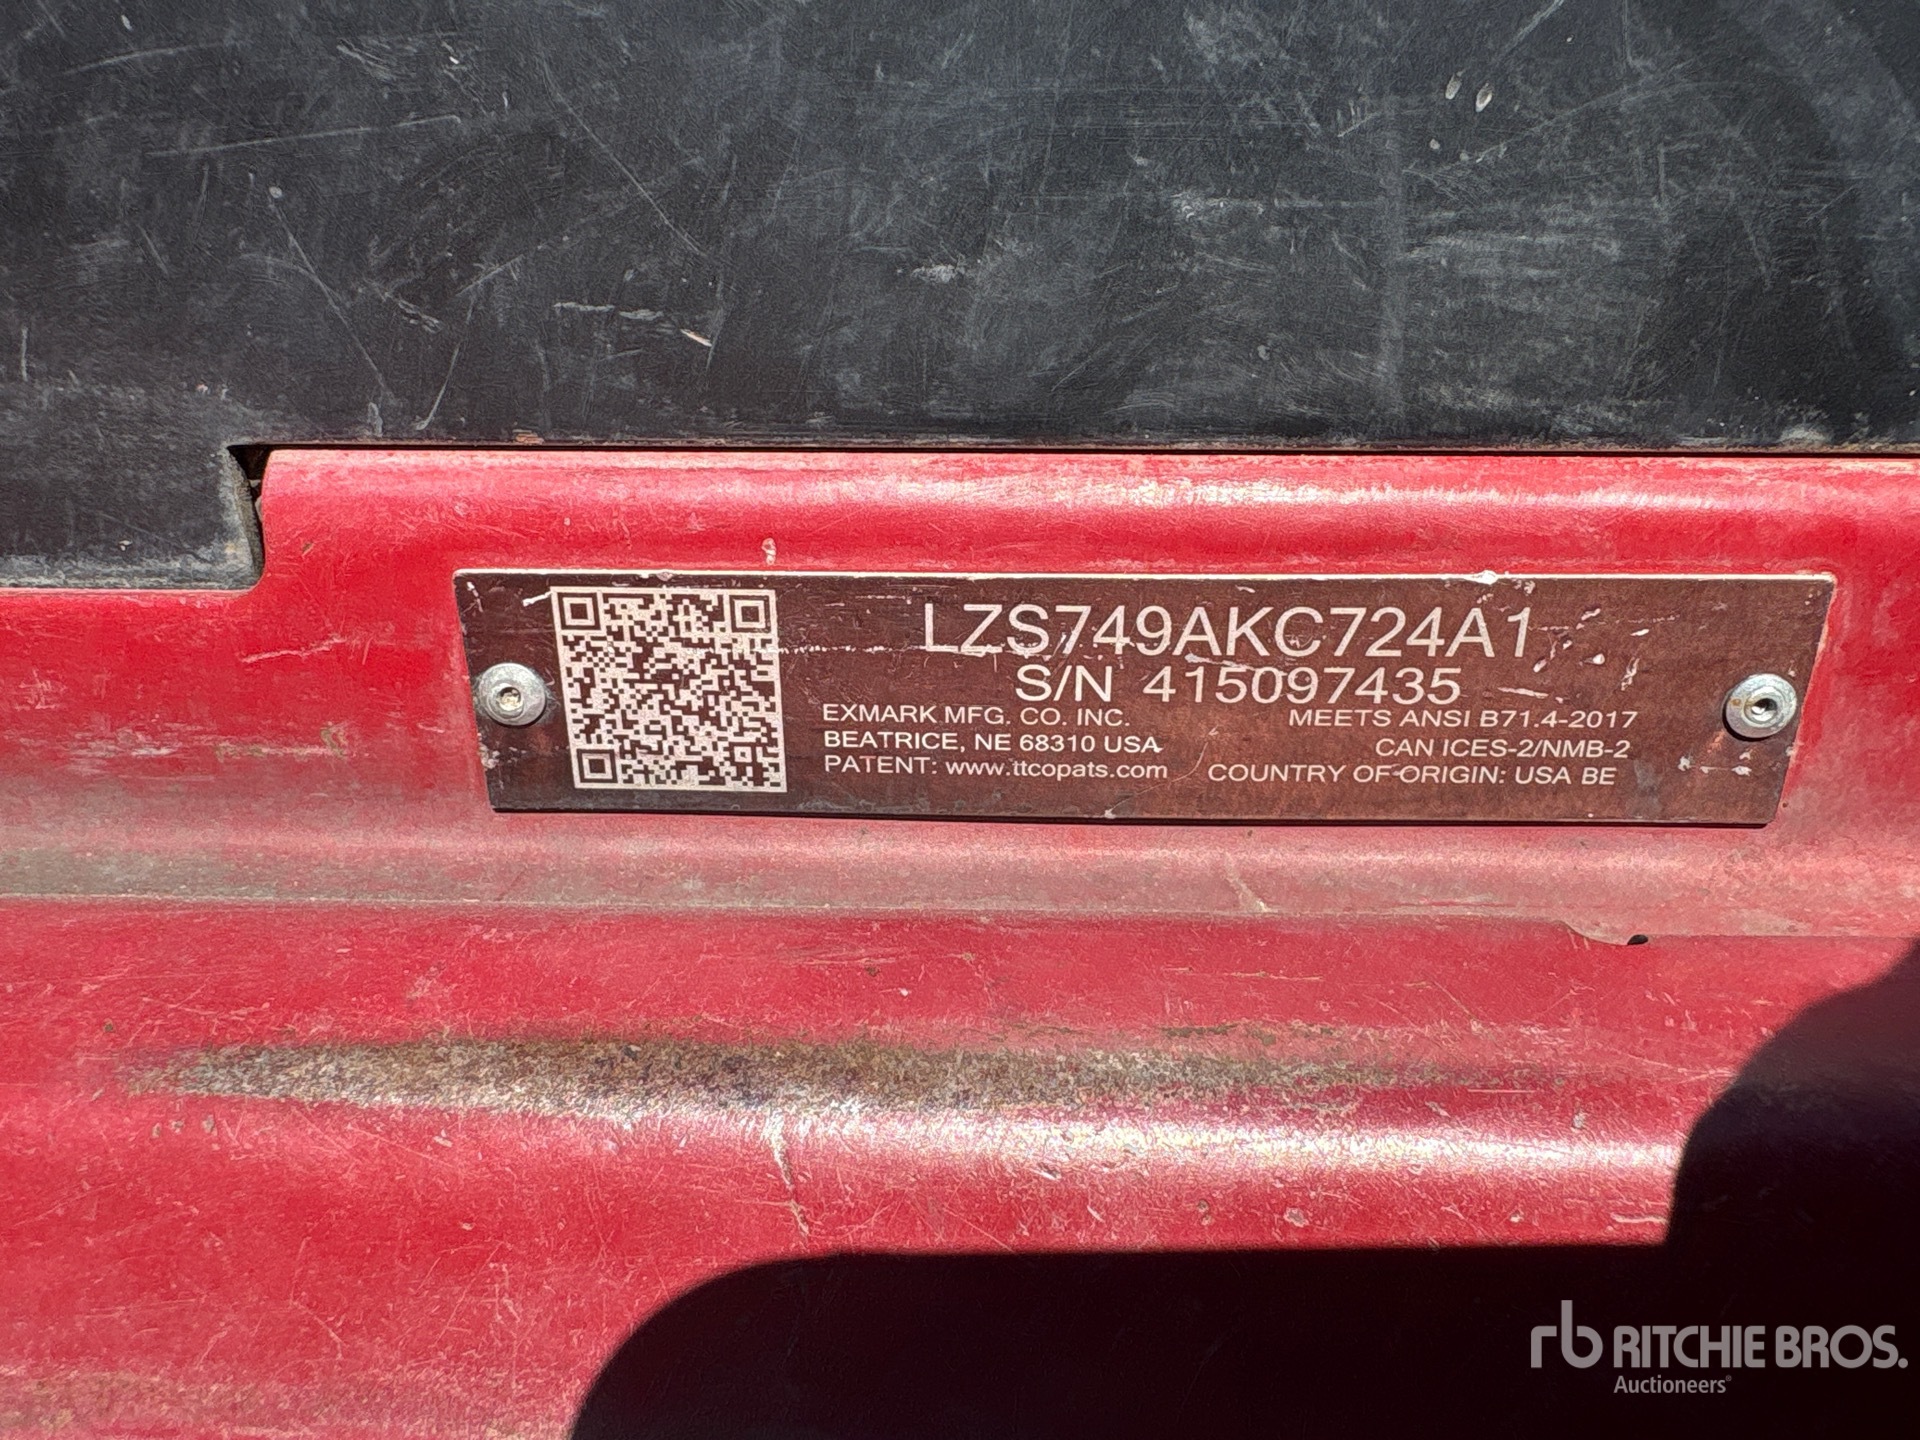 LZS749AKC724A1
S/N 415097435
EXMARK MFG. CO. INC.
BEATRICE, NE 68310 USA
PATENT: www.ttcopats.com
MEETS ANSI B71.4-2017
CAN ICES-2/NMB-2
COUNTRY OF ORIGIN: USA BE
rb RITCHIE BROS.
Auctioneers®